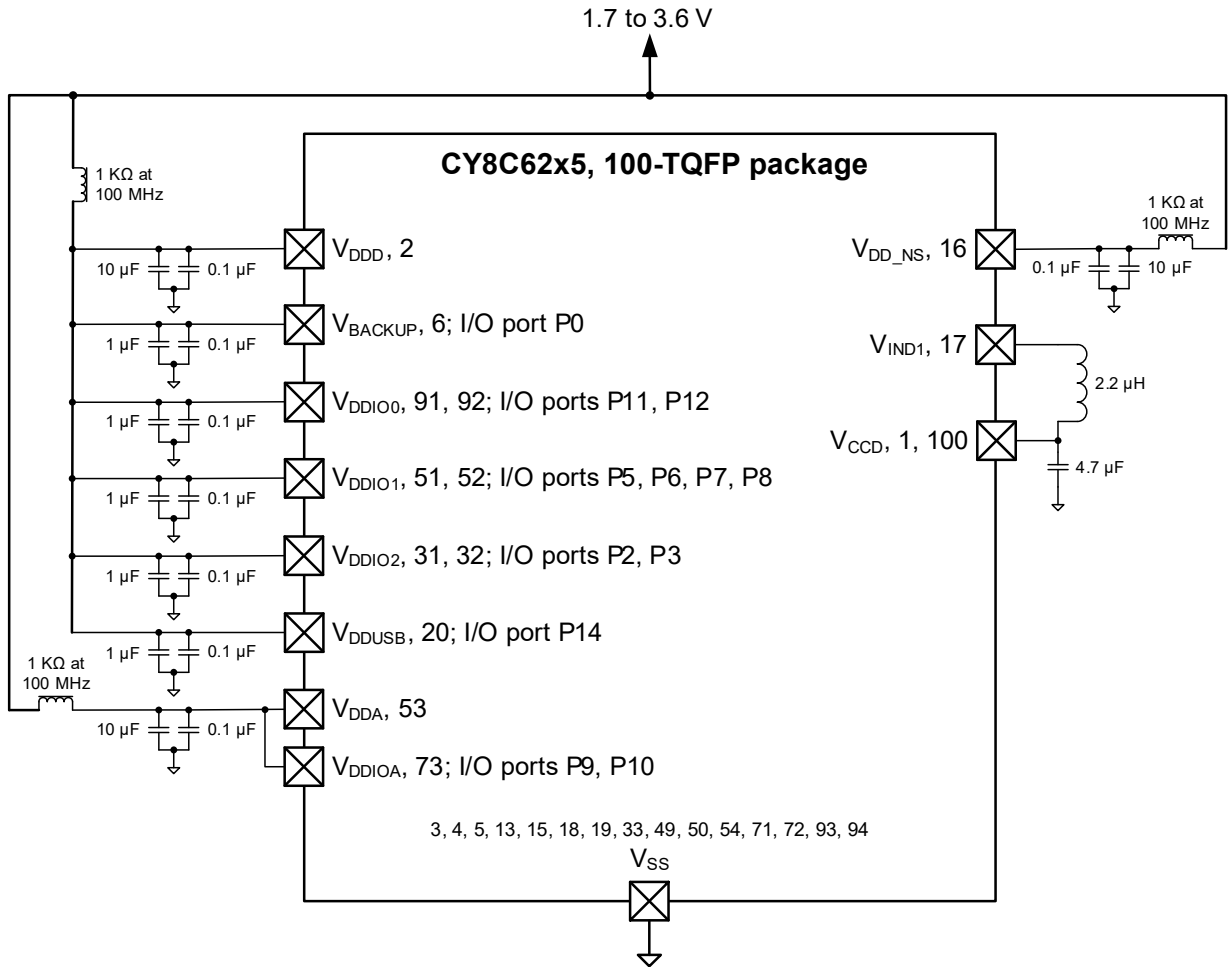 1.7 to 3.6 V
CY8C62x5, 100-TQFP package
1 KΩ at
100 MHz
1 KΩ at
100 MHz
VDDD, 2
VDD_NS, 16
10 µF
0.1 µF
0.1 µF
10 µF
VBACKUP, 6; I/O port P0
1 µF
0.1 µF
VIND1, 17
2.2 µH
VDDIO0, 91, 92; I/O ports P11, P12
1 µF
0.1 µF
VCCD, 1, 100
4.7 µF
VDDIO1, 51, 52; I/O ports P5, P6, P7, P8
1 µF
0.1 µF
VDDIO2, 31, 32; I/O ports P2, P3
1 µF
0.1 µF
VDDUSB, 20; I/O port P14
1 µF
0.1 µF
1 KΩ at
100 MHz
VDDA, 53
10 µF
0.1 µF
VDDIOA, 73; I/O ports P9, P10
3, 4, 5, 13, 15, 18, 19, 33, 49, 50, 54, 71, 72, 93, 94
VSS